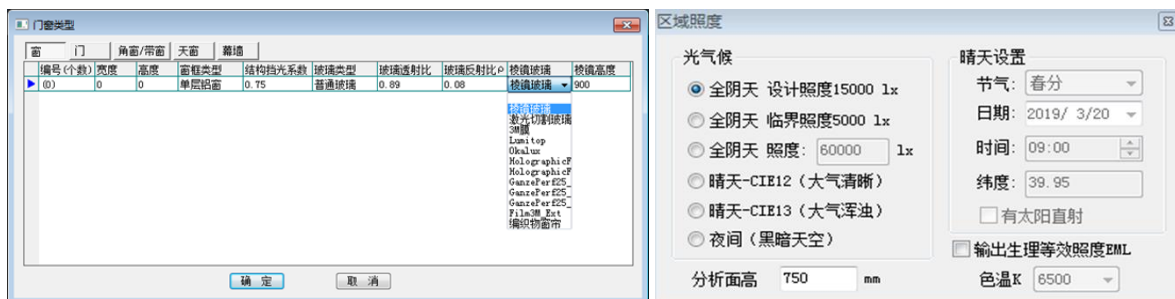 门窗类型
窗 门 角窗/带窗 天窗 幕墙
编号(个数) 宽度 高度 窗框类型 结构挡光系数 玻璃类型 玻璃透射比 玻璃反射比ρ 棱镜玻璃 棱镜高度
(0) 0 0 单层铝窗 0.75 普通玻璃 0.89 0.08 棱镜玻璃 900
棱镜玻璃
激光切割玻璃
3M膜
Lumitop
Okalux
HolographicF
HolographicF
GanzePerf25_
GanzePerf25_
GanzePerf25_
Film3M_Ext
编织物窗帘
确 定 取 消
区域照度
光气候
全阴天 设计照度15000 lx
全阴天 临界照度5000 lx
全阴天 照度: 60000 lx
晴天-CIE12（大气清晰）
晴天-CIE13（大气浑浊）
夜间（黑暗天空）
分析面高 750 mm
晴天设置
节气: 春分
日期: 2019/ 3/20
时间: 09:00
纬度: 39.95
有太阳直射
输出生理等效照度EML
色温K 6500